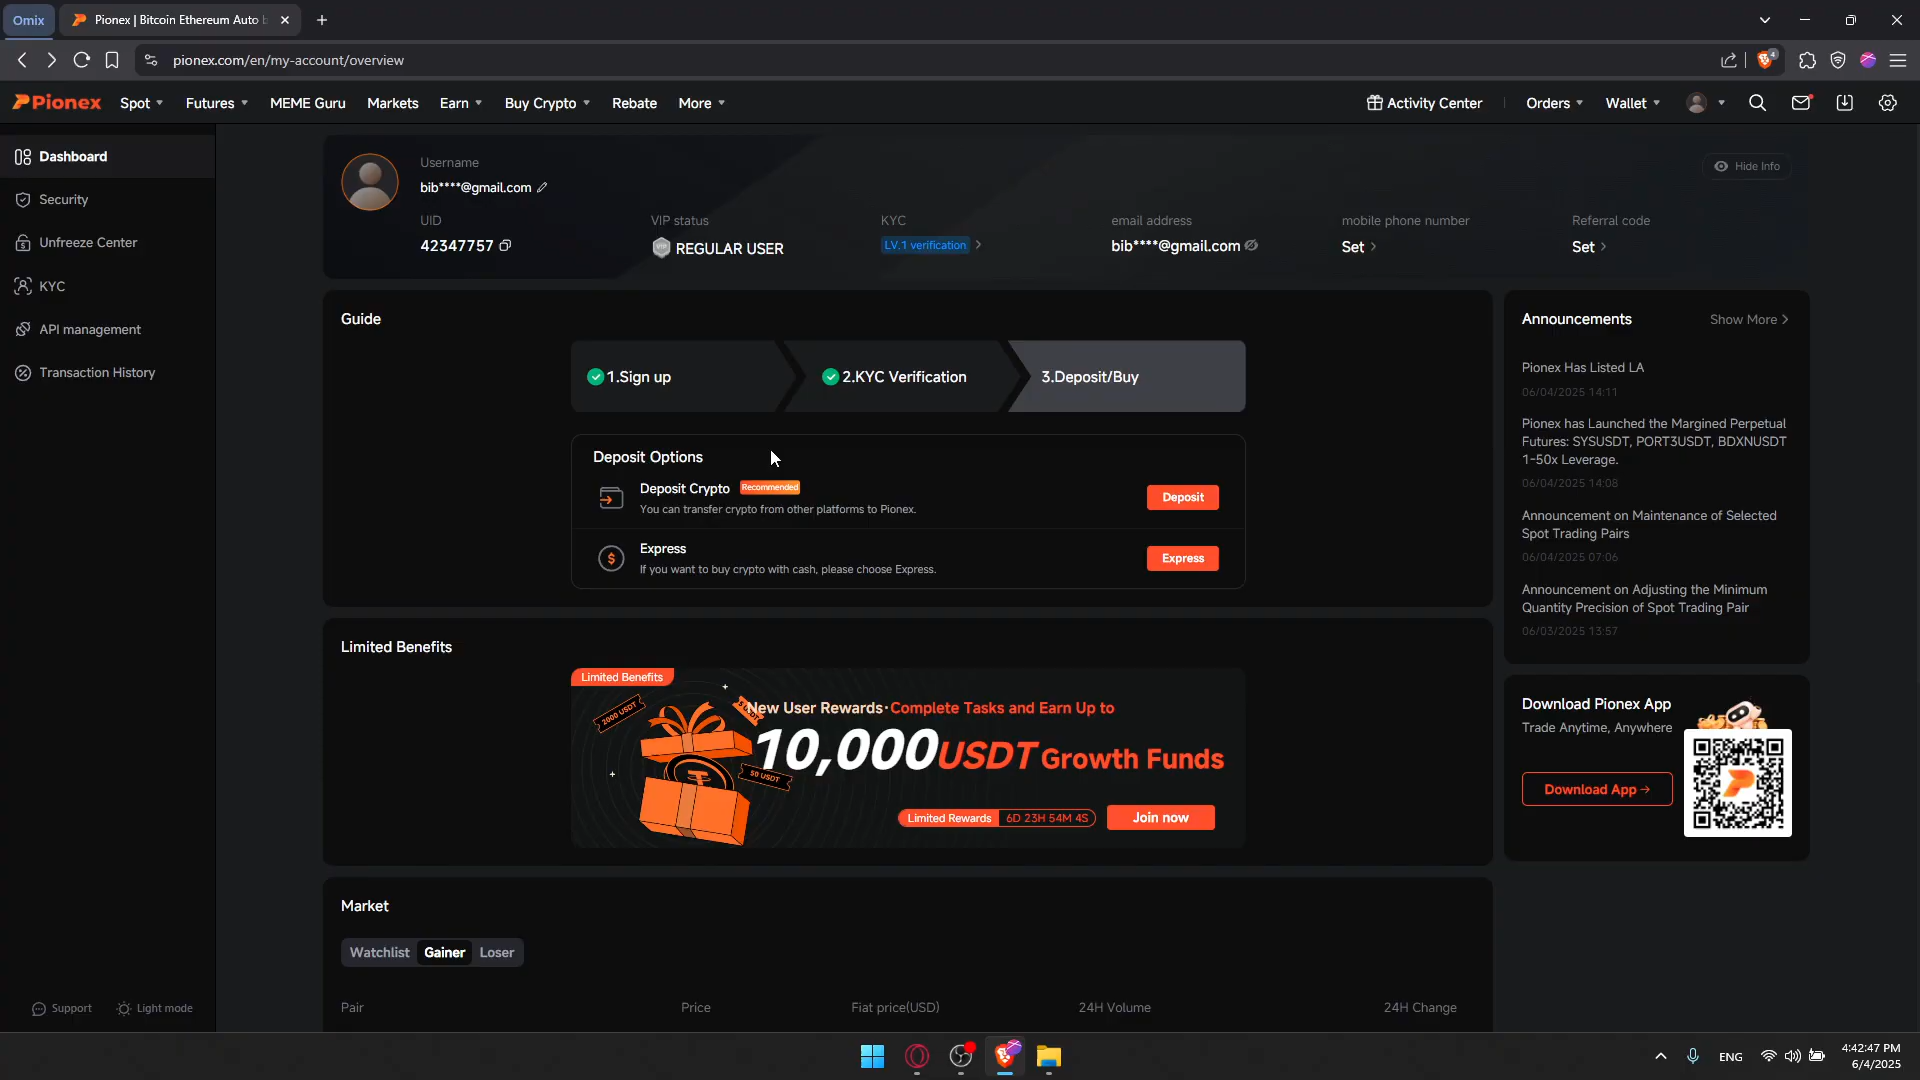 Omix
Pionex | Bitcoin Ethereum Auto b
pionex.com/en/my-account/overview
4
Pionex
Spot
Futures
MEME Guru
Markets
Earn
Buy Crypto
Rebate
More
Activity Center
Orders
Wallet
Dashboard
Security
Unfreeze Center
KYC
API management
Transaction History
Support
Light mode
Username
bib****@gmail.com
Hide Info
UID
42347757
VIP status
REGULAR USER
KYC
LV.1 verification
email address
bib****@gmail.com
mobile phone number
Set
Referral code
Set
Guide
1.Sign up
2.KYC Verification
3.Deposit/Buy
Deposit Options
Deposit Crypto
Recommended
You can transfer crypto from other platforms to Pionex.
Deposit
Express
If you want to buy crypto with cash, please choose Express.
Express
Limited Benefits
Limited Benefits
2000 USDT
50 USDT
New User Rewards·Complete Tasks and Earn Up to
10,000USDT Growth Funds
Limited Rewards
6D 23H 54M 4S
Join now
Market
Watchlist
Gainer
Loser
Pair
Price
Fiat price(USD)
24H Volume
24H Change
Announcements
Show More
Pionex Has Listed LA
06/04/2025 14:11
Pionex has Launched the Margined Perpetual
Futures: SYSUSDT, PORT3USDT, BDXNUSDT
1-50x Leverage.
06/04/2025 14:08
Announcement on Maintenance of Selected
Spot Trading Pairs
06/04/2025 07:06
Announcement on Adjusting the Minimum
Quantity Precision of Spot Trading Pair
06/03/2025 13:57
Download Pionex App
Trade Anytime, Anywhere
Download App
ENG
4:42:47 PM
6/4/2025